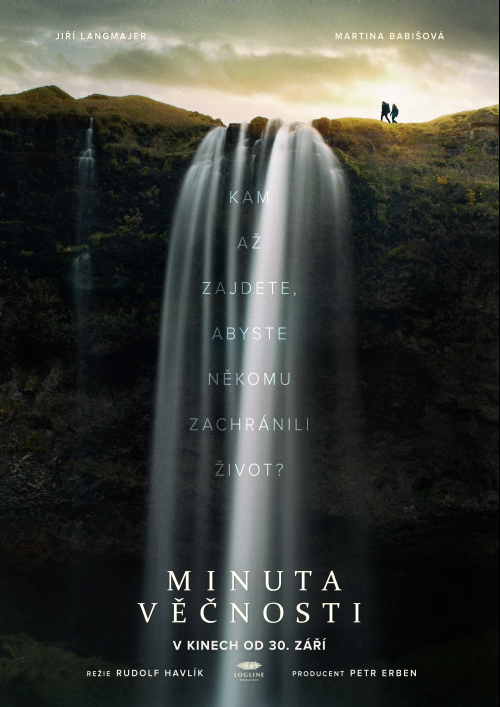 JIŘÍ LANGMAJER
MARTINA BABIŠOVÁ
KAM
AŽ
ZAJDETE,
ABYSTE
NĚKOMU
ZACHRÁNILI
ŽIVOT?
MINUTA
VĚČNOSTI
V KINECH OD 30. ZÁŘÍ
REŽIE RUDOLF HAVLÍK
LOGLINE
PRODUCENT PETR ERBEN